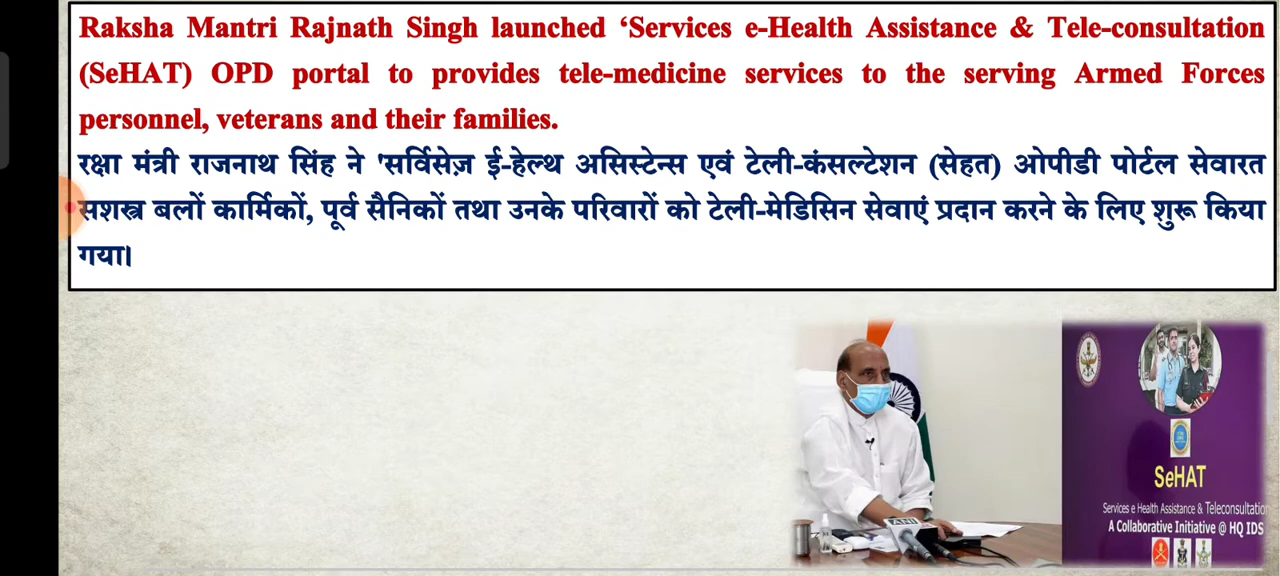 Raksha Mantri Rajnath Singh launched ‘Services e-Health Assistance & Tele-consultation
(SeHAT) OPD portal to provides tele-medicine services to the serving Armed Forces
personnel, veterans and their families.
रक्षा मंत्री राजनाथ सिंह ने 'सर्विसेज़ ई-हेल्थ असिस्टेन्स एवं टेली-कंसल्टेशन (सेहत) ओपीडी पोर्टल सेवारत
सशस्त्र बलों कार्मिकों, पूर्व सैनिकों तथा उनके परिवारों को टेली-मेडिसिन सेवाएं प्रदान करने के लिए शुरू किया
गया।
SeHAT
Services e Health Assistance & Teleconsultation
A Collaborative Initiative @ HQ IDS
ANI